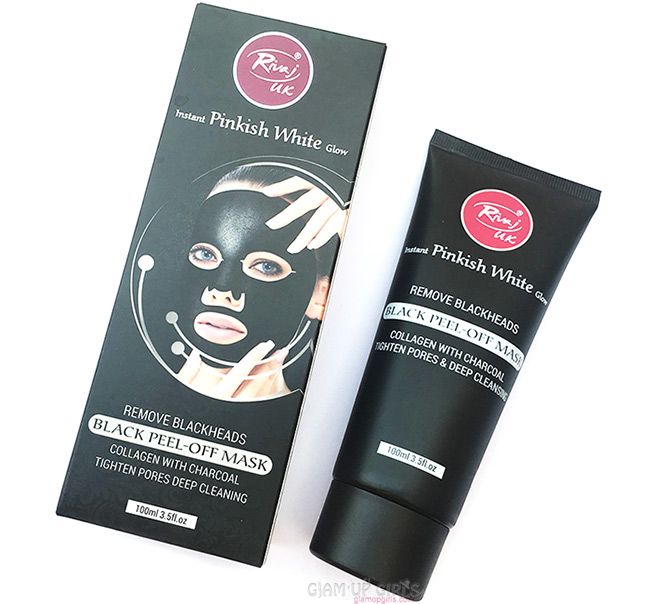 Rivaj®
UK
Instant Pinkish White Glow
REMOVE BLACKHEADS
BLACK PEEL-OFF MASK
COLLAGEN WITH CHARCOAL
TIGHTEN PORES DEEP CLEANING
100ml 3.5fl.oz
Rivaj®
UK
Instant Pinkish White Glow
REMOVE BLACKHEADS
BLACK PEEL-OFF MASK
COLLAGEN WITH CHARCOAL
TIGHTEN PORES & DEEP CLEANSING
100ml 3.5fl.oz
GLAM UP GIRLS
glamupgirls.com